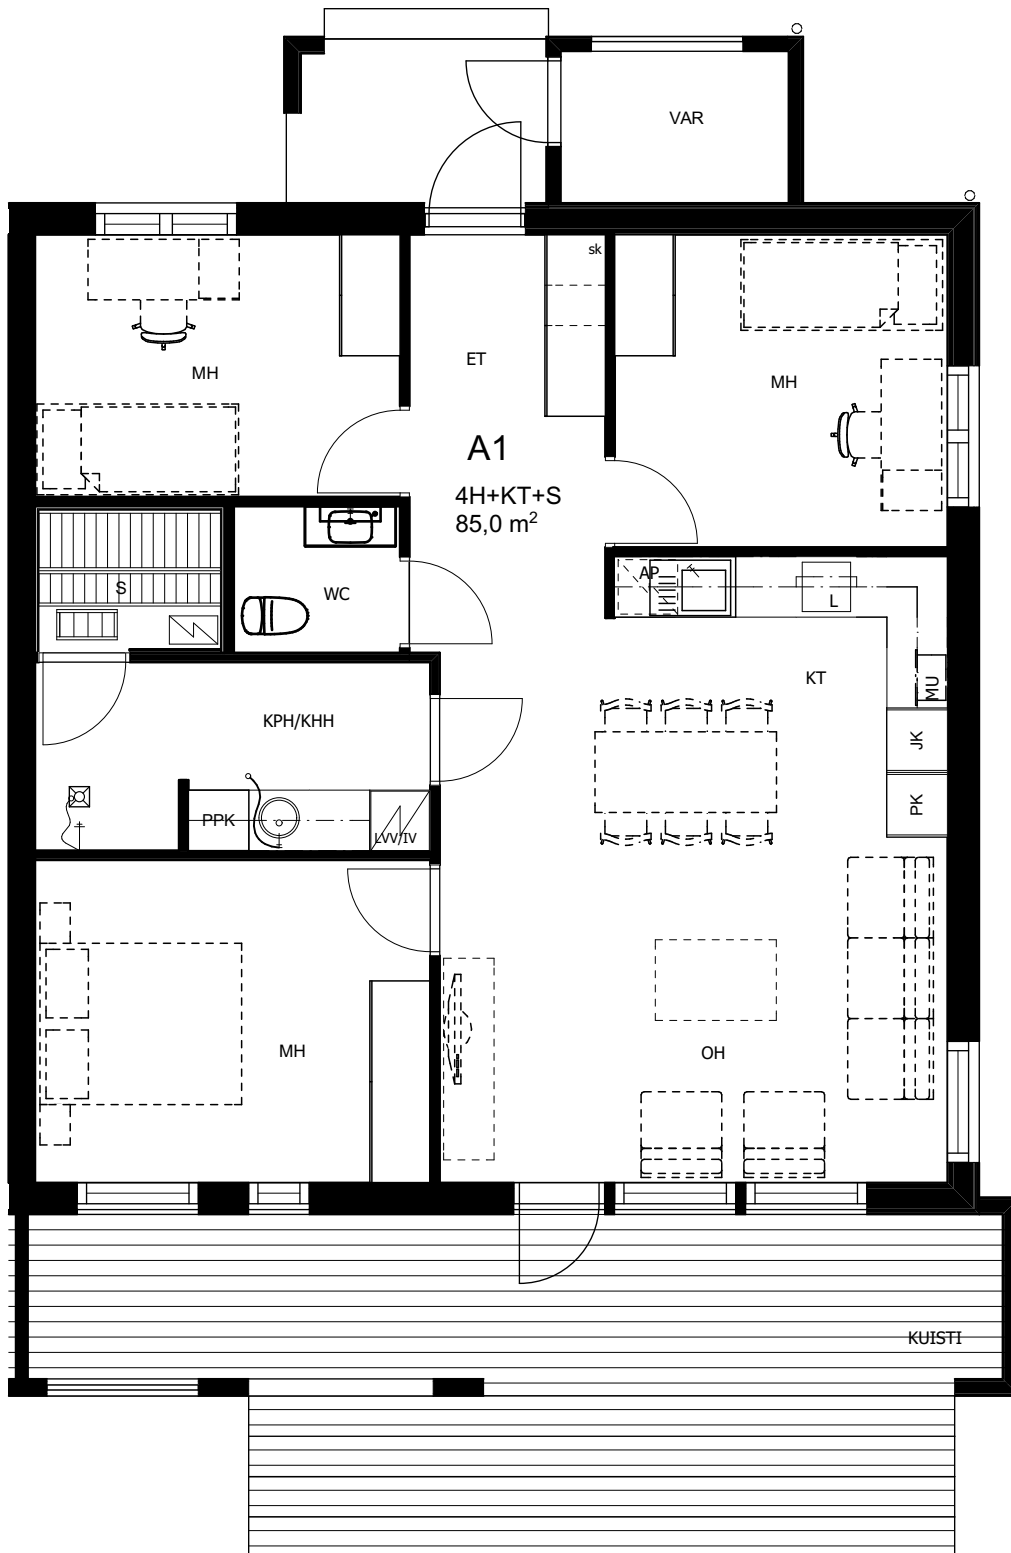 VAR
sk
ET
MH
MH
A1
4H+KT+S
85,0 m²
AP
S
WC
L
KT
MU
KPH/KHH
JK
PK
PPK
LVV/IV
MH
OH
KUISTI